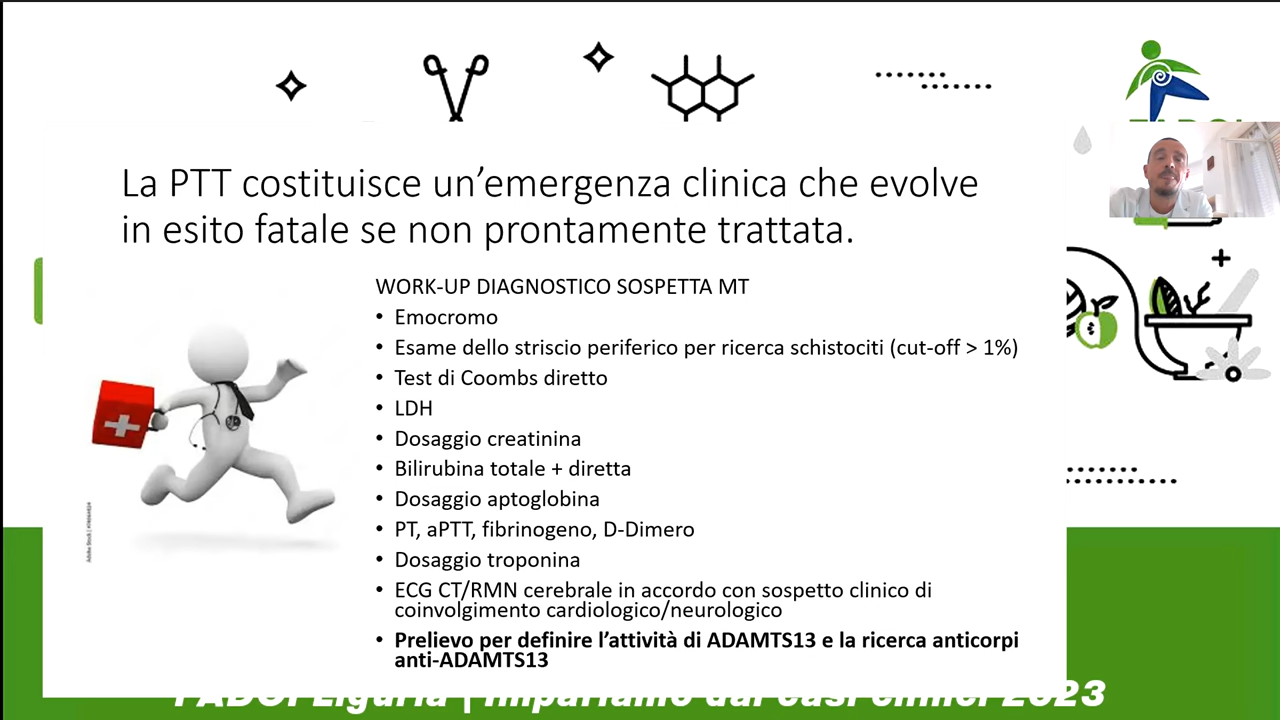 La PTT costituisce un’emergenza clinica che evolve
in esito fatale se non prontamente trattata.
WORK-UP DIAGNOSTICO SOSPETTA MT
• Emocromo
• Esame dello striscio periferico per ricerca schistociti (cut-off > 1%)
• Test di Coombs diretto
• LDH
• Dosaggio creatinina
• Bilirubina totale + diretta
• Dosaggio aptoglobina
• PT, aPTT, fibrinogeno, D-Dimero
• Dosaggio troponina
• ECG CT/RMN cerebrale in accordo con sospetto clinico di
coinvolgimento cardiologico/neurologico
• Prelievo per definire l’attività di ADAMTS13 e la ricerca anticorpi
anti-ADAMTS13
FADOI Liguria | Impariamo dai casi clinici 2023